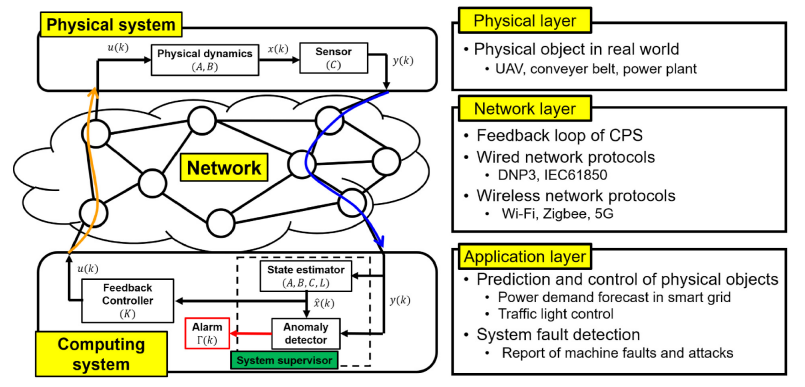 Physical system
u(k)
Physical dynamics
(A, B)
x(k)
Sensor
(C)
y(k)
Network
u(k)
Feedback
Controller
(K)
State estimator
(A, B, C, L)
x̂(k)
y(k)
Alarm
Γ(k)
Anomaly
detector
System supervisor
Computing
system
Physical layer
• Physical object in real world
• UAV, conveyer belt, power plant
Network layer
• Feedback loop of CPS
• Wired network protocols
• DNP3, IEC61850
• Wireless network protocols
• Wi-Fi, Zigbee, 5G
Application layer
• Prediction and control of physical objects
• Power demand forecast in smart grid
• Traffic light control
• System fault detection
• Report of machine faults and attacks